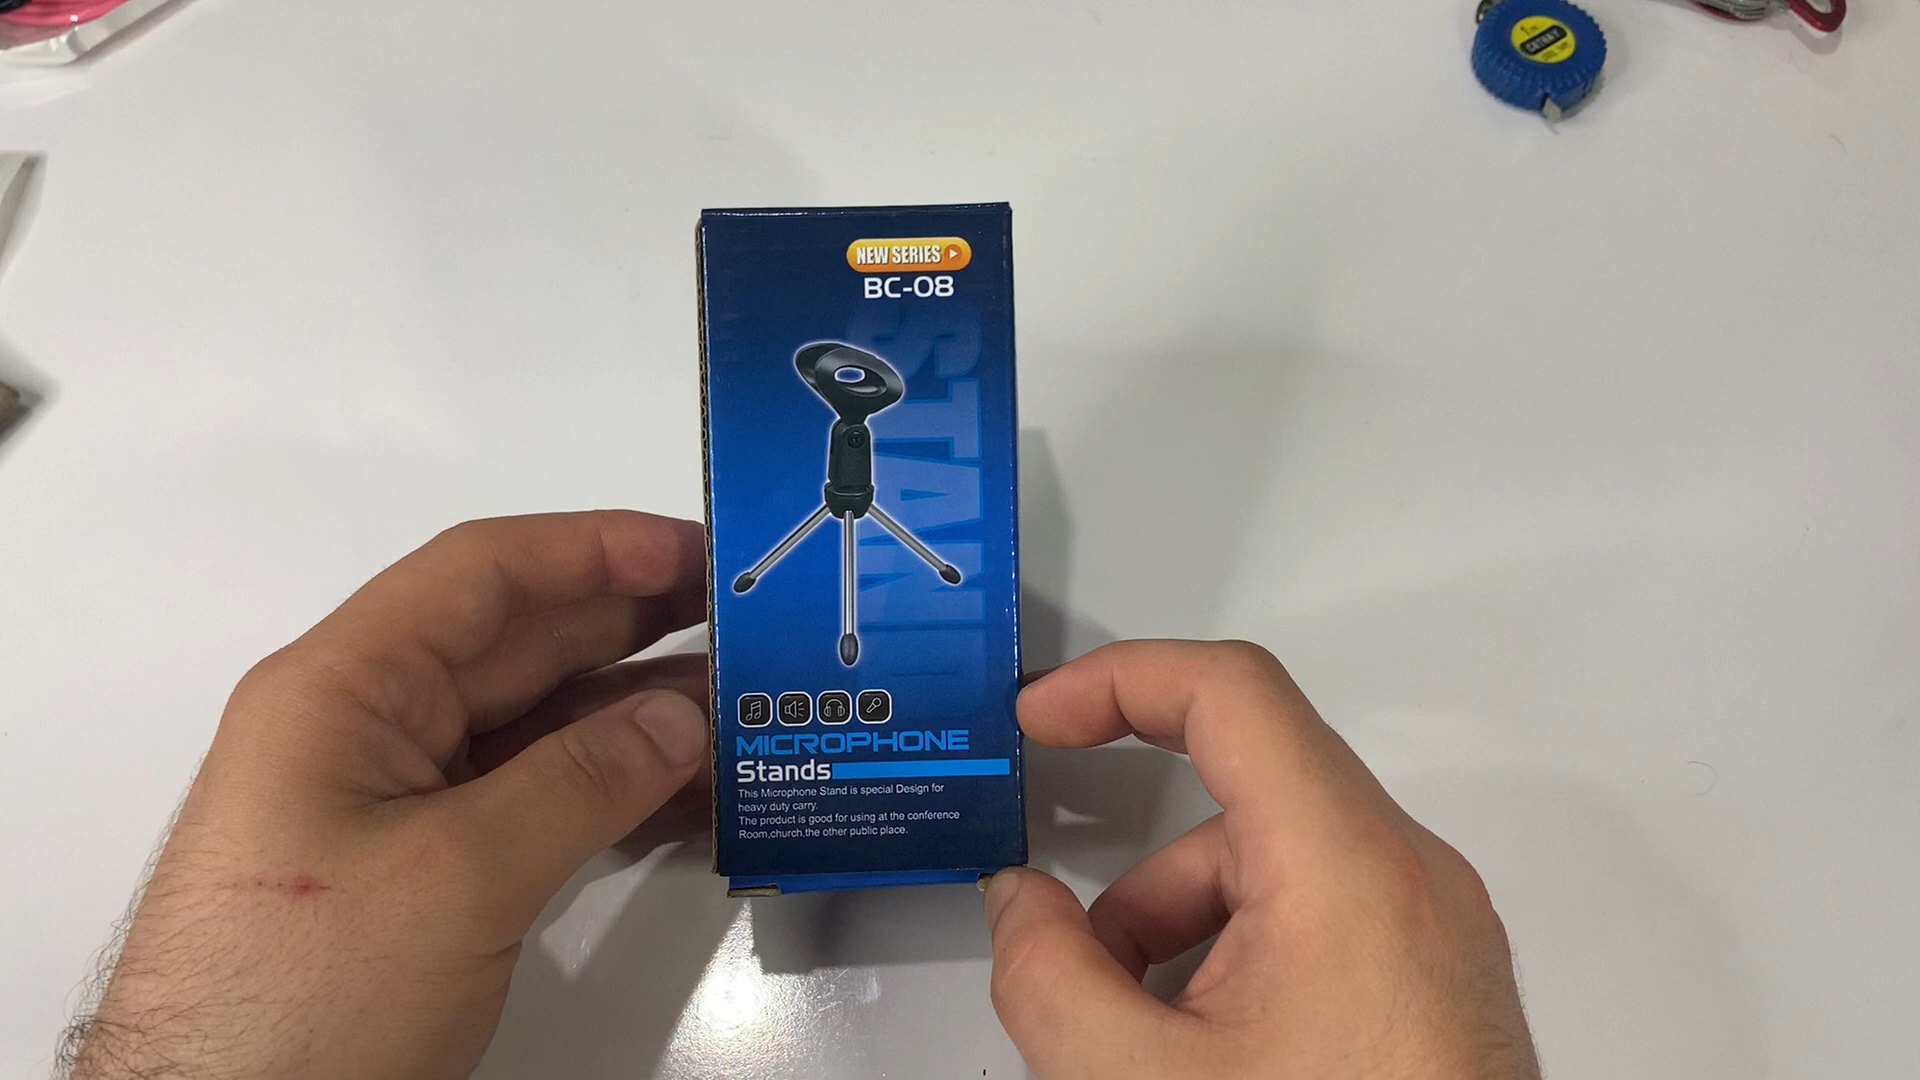 NEW SERIES
BC-08
STAND
MICROPHONE
Stands
This Microphone Stand is special Design for
heavy duty carry.
The product is good for using at the conference
Room,church,the other public place.
CATHAY